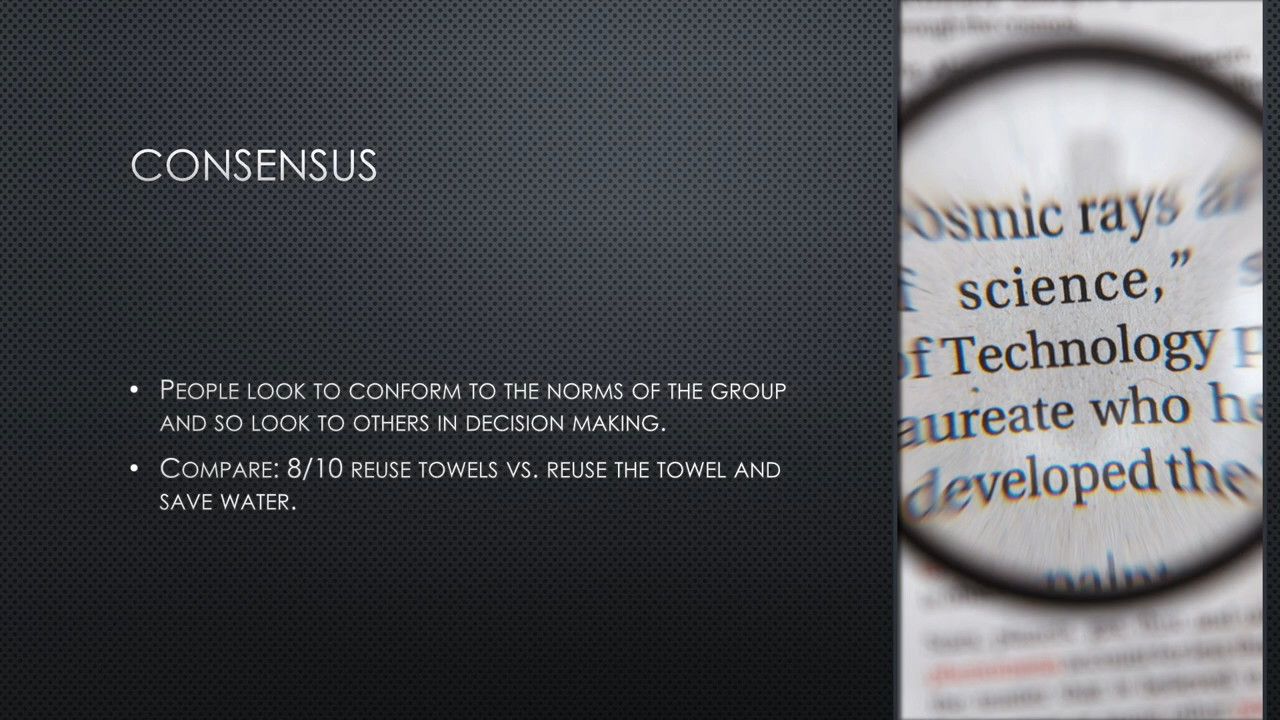 CONSENSUS
• PEOPLE LOOK TO CONFORM TO THE NORMS OF THE GROUP
AND SO LOOK TO OTHERS IN DECISION MAKING.
• COMPARE: 8/10 REUSE TOWELS VS. REUSE THE TOWEL AND
SAVE WATER.
osmic rays
science,”
of Technology
aureate who he
developed the